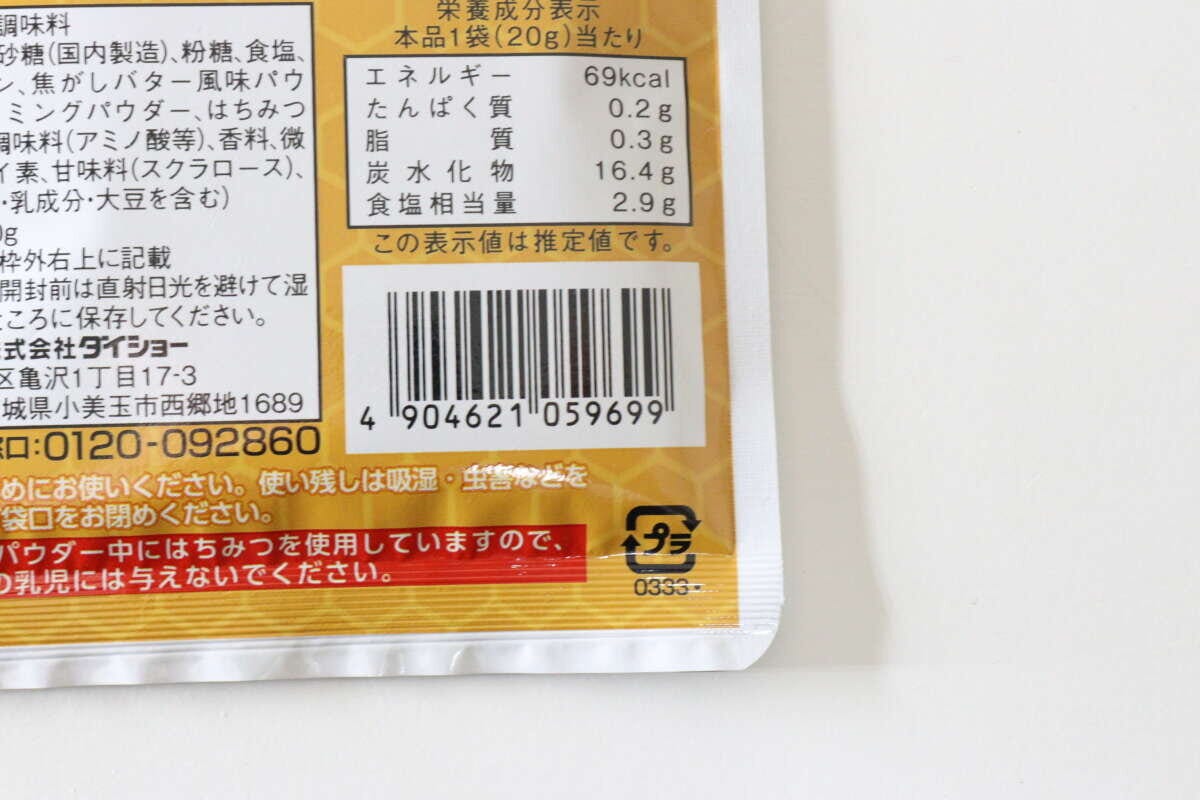 調味料
砂糖(国内製造)、粉糖、食塩、
ン、焦がしバター風味パウ
ミングパウダー、はちみつ
調味料(アミノ酸等)、香料、微
イ素、甘味料(スクラロース)、
・乳成分・大豆を含む)
0g
枠外右上に記載
開封前は直射日光を避けて湿
ところに保存してください。
式会社ダイショー
区亀沢1丁目17-3
城県小美玉市西郷地1689
口:0120-092860
栄養成分表示
本品1袋(20g)当たり
エネルギー 69kcal
たんぱく質 0.2g
脂質 0.3g
炭水化物 16.4g
食塩相当量 2.9g
この表示値は推定値です。
4 904621 059699
めにお使いください。使い残しは吸湿・虫害などを
袋口をお閉めください。
パウダー中にはちみつを使用していますので、
の乳児には与えないでください。
プラ
0333